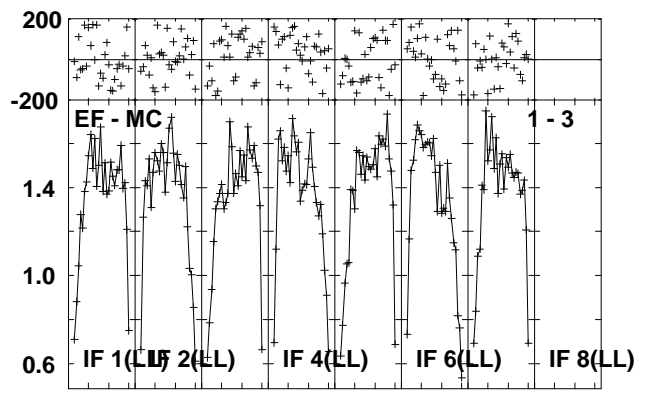 200
-200
EF - MC 1 - 3
1.4
1.0
0.6
IF 1(LL) IF 2(LL) IF 4(LL) IF 6(LL) IF 8(LL)